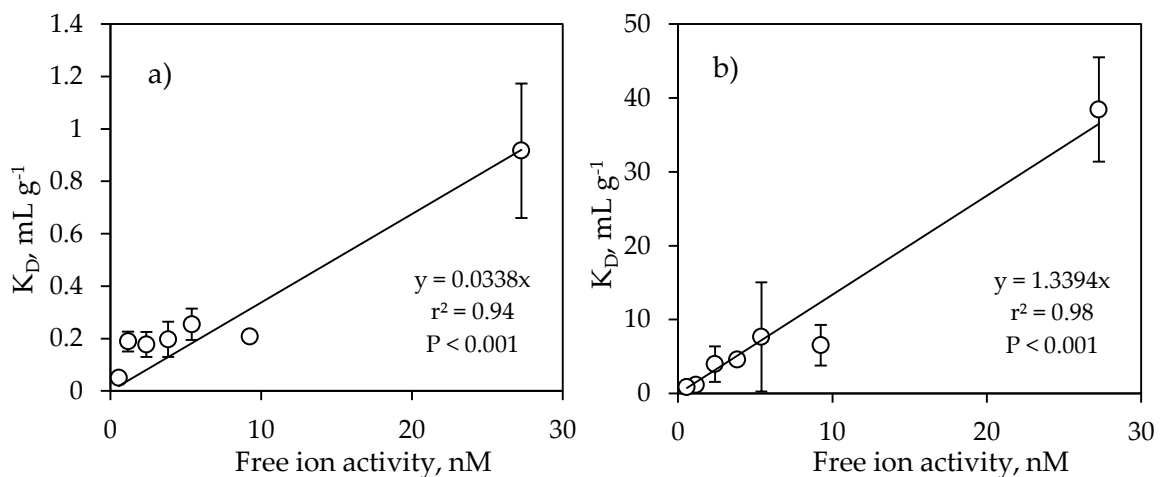 a)
1.4
1.2
1
0.8
0.6
0.4
0.2
0
K_D, mL g⁻¹
y = 0.0338x
r² = 0.94
P < 0.001
0 10 20 30
Free ion activity, nM
b)
50
40
30
20
10
0
K_D, mL g⁻¹
y = 1.3394x
r² = 0.98
P < 0.001
0 10 20 30
Free ion activity, nM